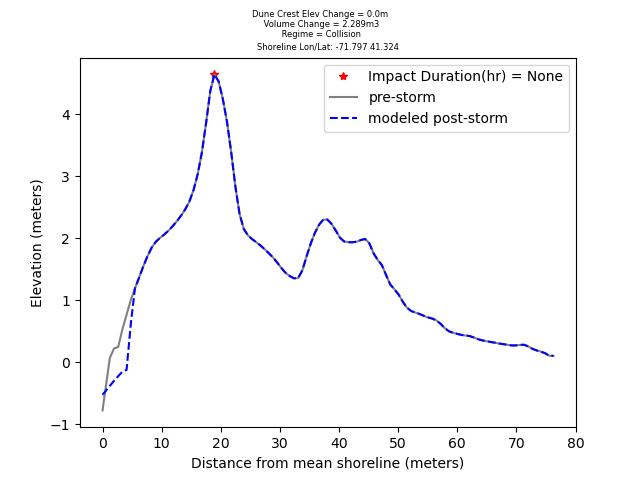 Dune Crest Elev Change = 0.0m
Volume Change = 2.289m3
Regime = Collision
Shoreline Lon/Lat: -71.797 41.324
Impact Duration(hr) = None
pre-storm
modeled post-storm
Elevation (meters)
4
3
2
1
0
−1
0 10 20 30 40 50 60 70 80
Distance from mean shoreline (meters)